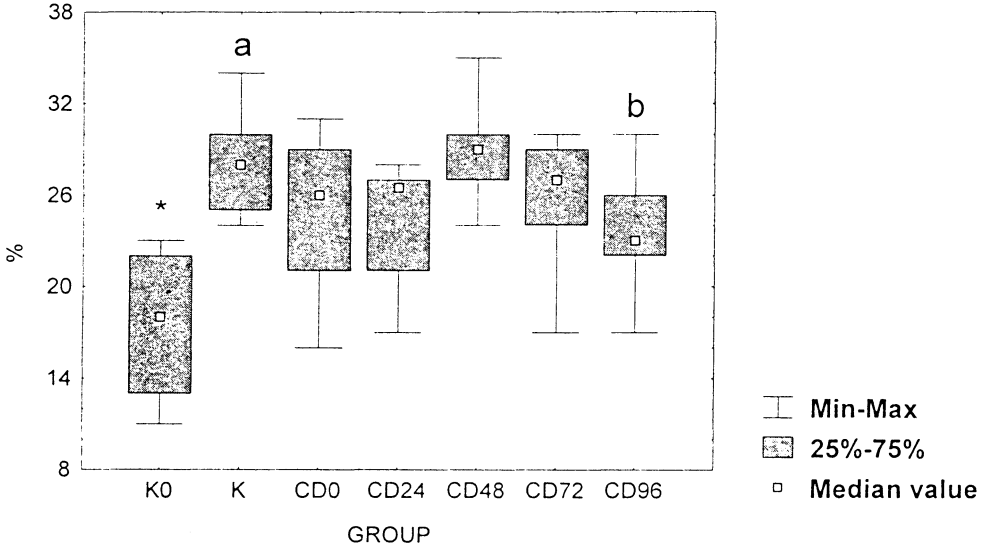 38
32
26
20
14
8
%
*
a
b
K0 K CD0 CD24 CD48 CD72 CD96
GROUP
Min-Max
25%-75%
Median value